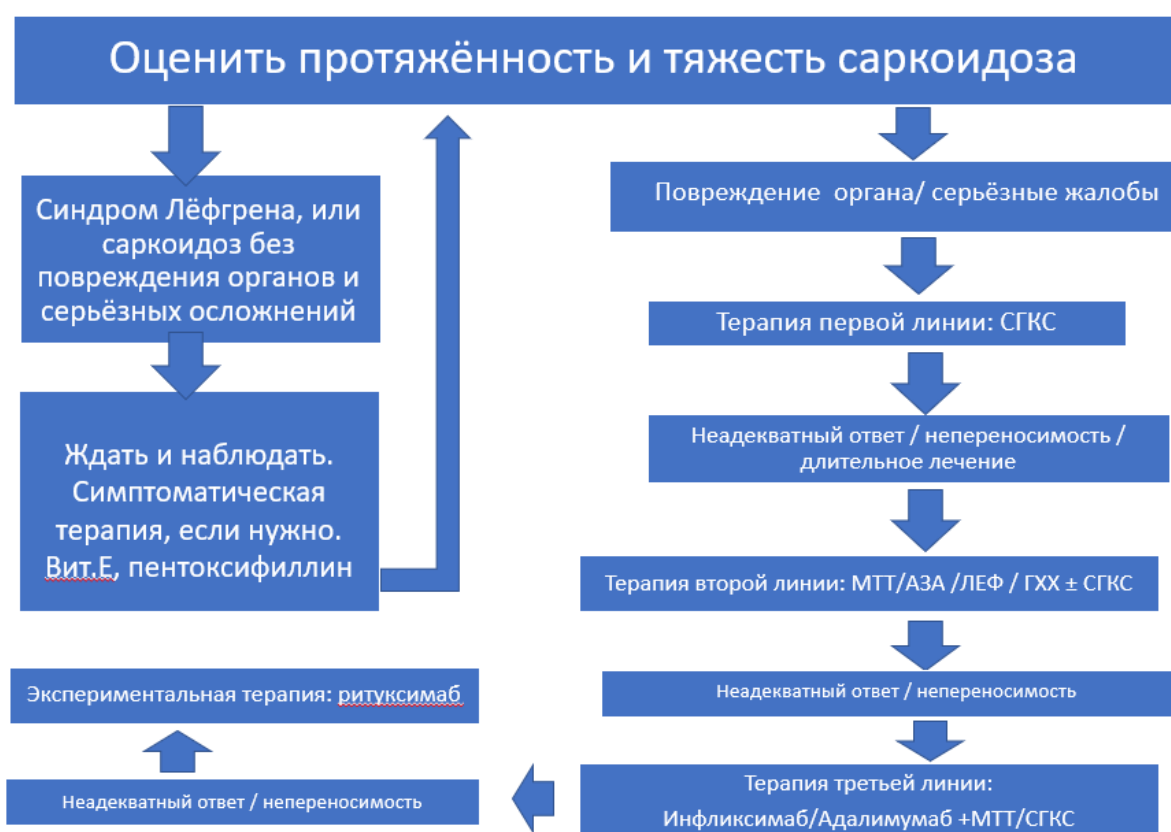 Оценить протяжённость и тяжесть саркоидоза
Синдром Лёфгрена, или
саркоидоз без
повреждения органов и
серьёзных осложнений
Ждать и наблюдать.
Симптоматическая
терапия, если нужно.
Вит.Е, пентоксифиллин
Повреждение органа/ серьёзные жалобы
Терапия первой линии: СГКС
Неадекватный ответ / непереносимость /
длительное лечение
Терапия второй линии: МТТ/АЗА /ЛЕФ / ГХХ ± СГКС
Неадекватный ответ / непереносимость
Терапия третьей линии:
Инфликсимаб/Адалимумаб +МТТ/СГКС
Неадекватный ответ / непереносимость
Экспериментальная терапия: ритуксимаб